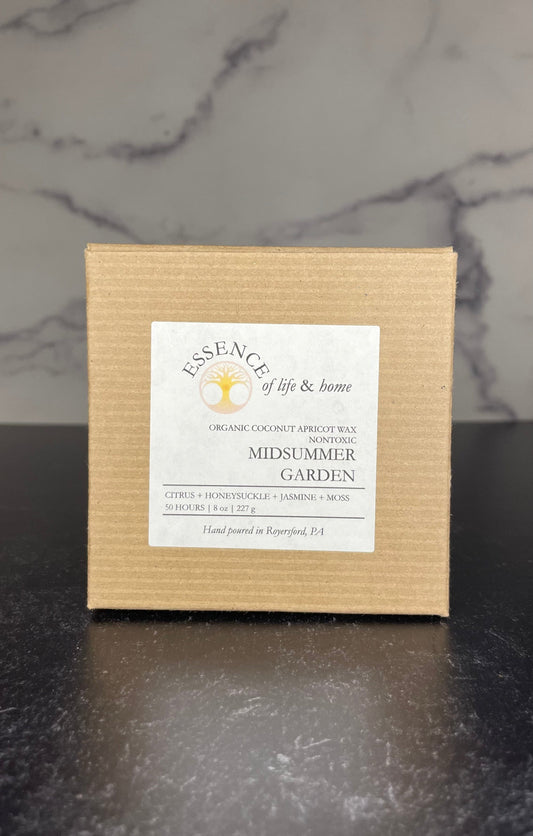 ESSENCE
of life & home
ORGANIC COCONUT APRICOT WAX
NONTOXIC
MIDSUMMER
GARDEN
CITRUS + HONEYSUCKLE + JASMINE + MOSS
50 HOURS | 8 oz | 227 g
Hand poured in Royersford, PA